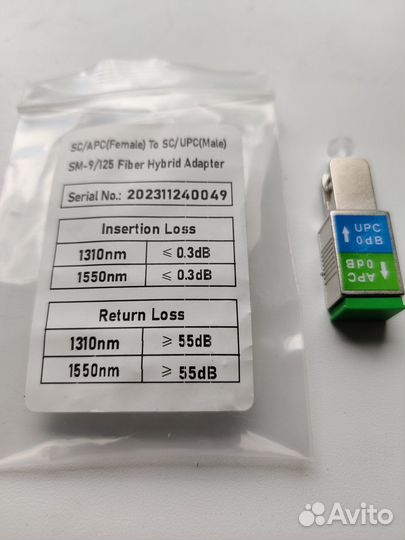 SC/APC(Female) To SC/UPC(Male)
SM-9/125 Fiber Hybrid Adapter
Serial No.: 202311240049
Insertion Loss
1310nm ≤ 0.3dB
1550nm ≤ 0.3dB
Return Loss
1310nm ≥ 55dB
1550nm ≥ 55dB
↑ UPC
0dB
↑ APC
0dB
Avito